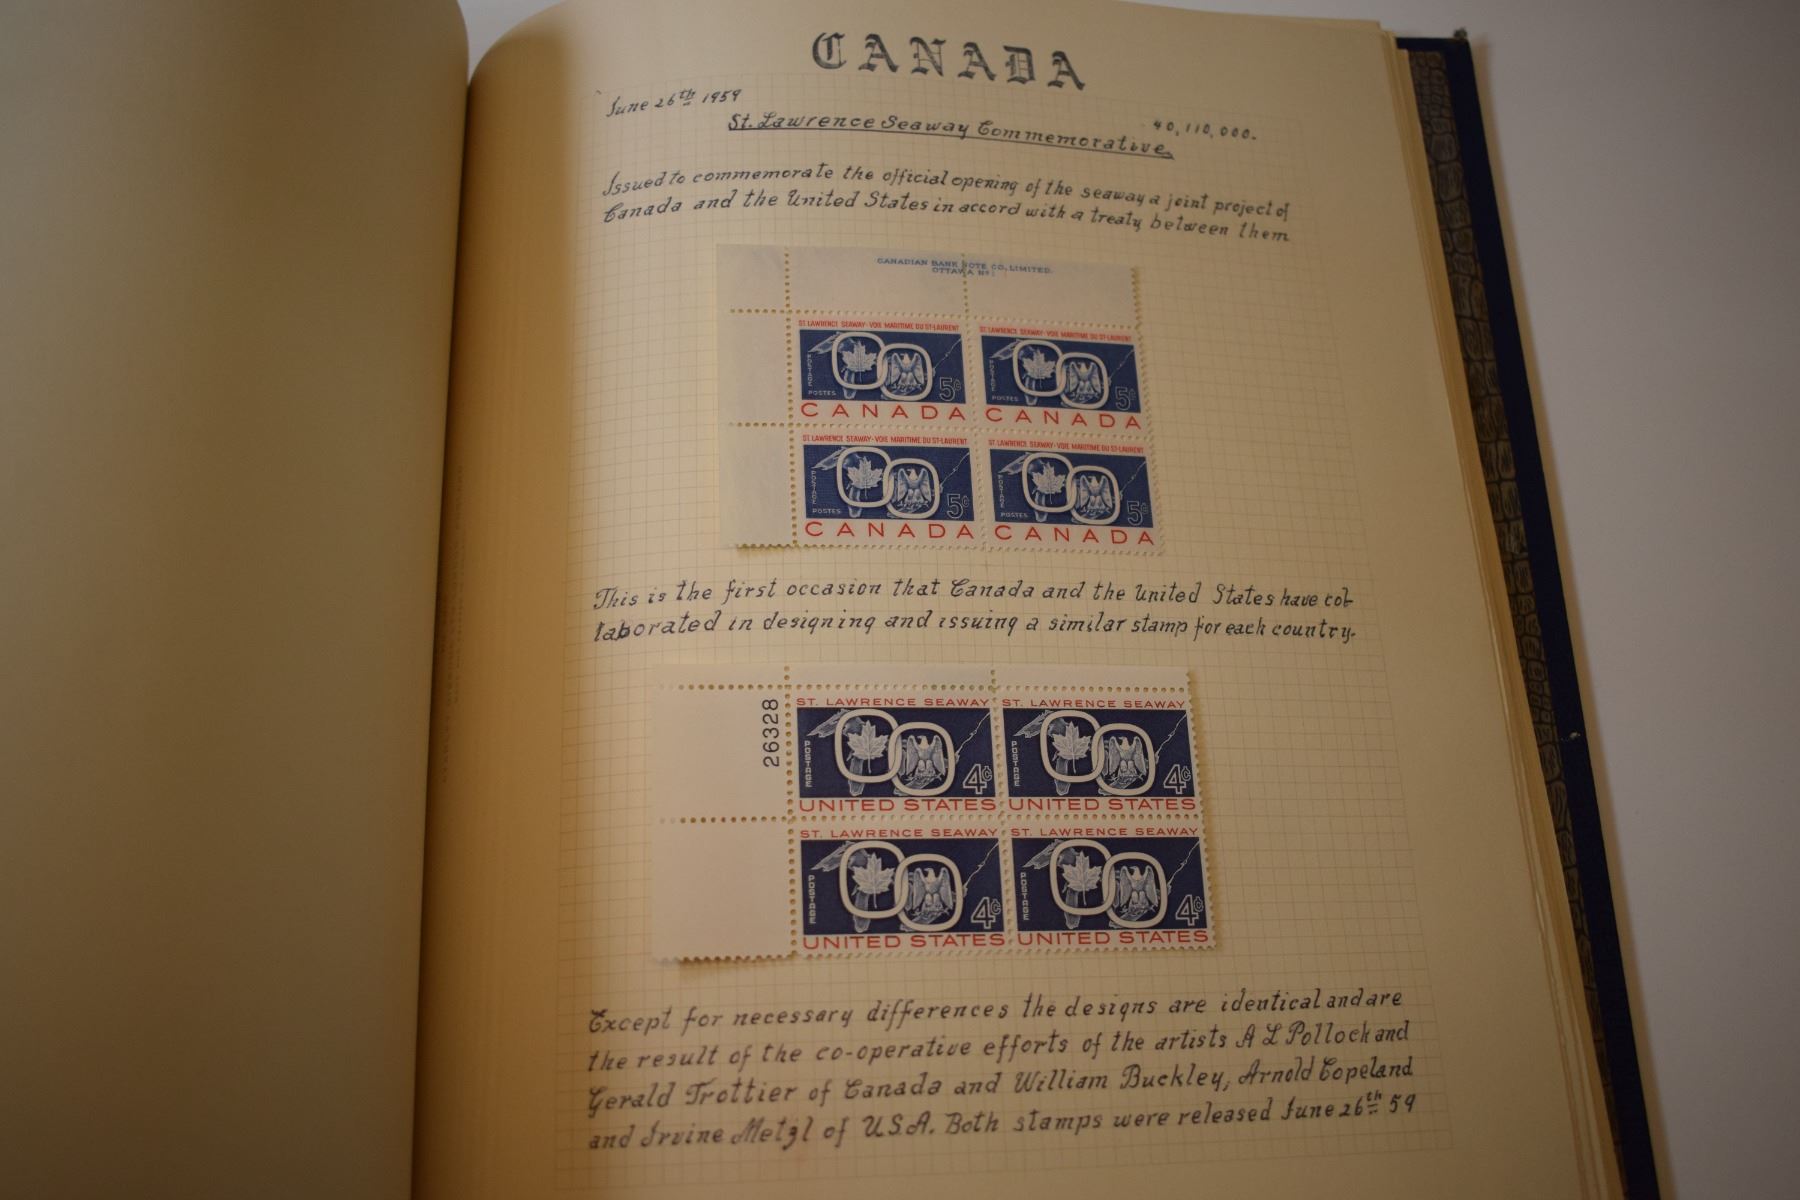 CANADA
June 26th 1959
40,110,000.
St. Lawrence Seaway Commemorative
Issued to commemorate the official opening of the seaway a joint project of
Canada and the United States in accord with a treaty between them
CANADIAN BANK NOTE CO., LIMITED.
OTTAWA Nº
ST. LAWRENCE SEAWAY-VOIE MARITIME DU ST-LAURENT
POSTAGE
POSTES
5¢
CANADA
ST. LAWRENCE SEAWAY-VOIE MARITIME DU ST-LAURENT
POSTAGE
POSTES
5¢
CANADA
ST. LAWRENCE SEAWAY-VOIE MARITIME DU ST-LAURENT
POSTAGE
POSTES
5¢
CANADA
ST. LAWRENCE SEAWAY-VOIE MARITIME DU ST-LAURENT
POSTAGE
POSTES
5¢
CANADA
This is the first occasion that Canada and the United States have col-
laborated in designing and issuing a similar stamp for each country.
26328
ST. LAWRENCE SEAWAY
POSTAGE
4¢
UNITED STATES
ST. LAWRENCE SEAWAY
POSTAGE
4¢
UNITED STATES
ST. LAWRENCE SEAWAY
POSTAGE
4¢
UNITED STATES
ST. LAWRENCE SEAWAY
POSTAGE
4¢
UNITED STATES
Except for necessary differences the designs are identical and are
the result of the co-operative efforts of the artists A L Pollock and
Gerald Trottier of Canada and William Buckley, Arnold Copeland
and Irvine Metzl of U.S.A. Both stamps were released June 26th 59